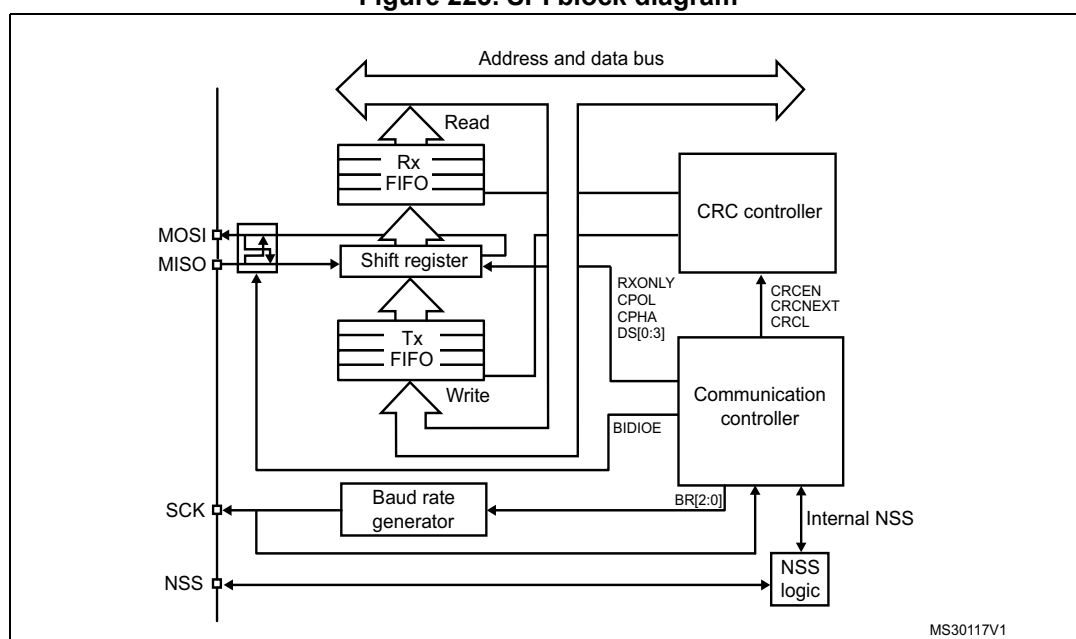 Address and data bus
Read
Rx
FIFO
CRC controller
MOSI
MISO
Shift register
RXONLY
CPOL
CPHA
DS[0:3]
CRCEN
CRCNEXT
CRCL
Tx
FIFO
Write
Communication
controller
BIDIOE
BR[2:0]
SCK
Baud rate
generator
Internal NSS
NSS
NSS
logic
MS30117V1